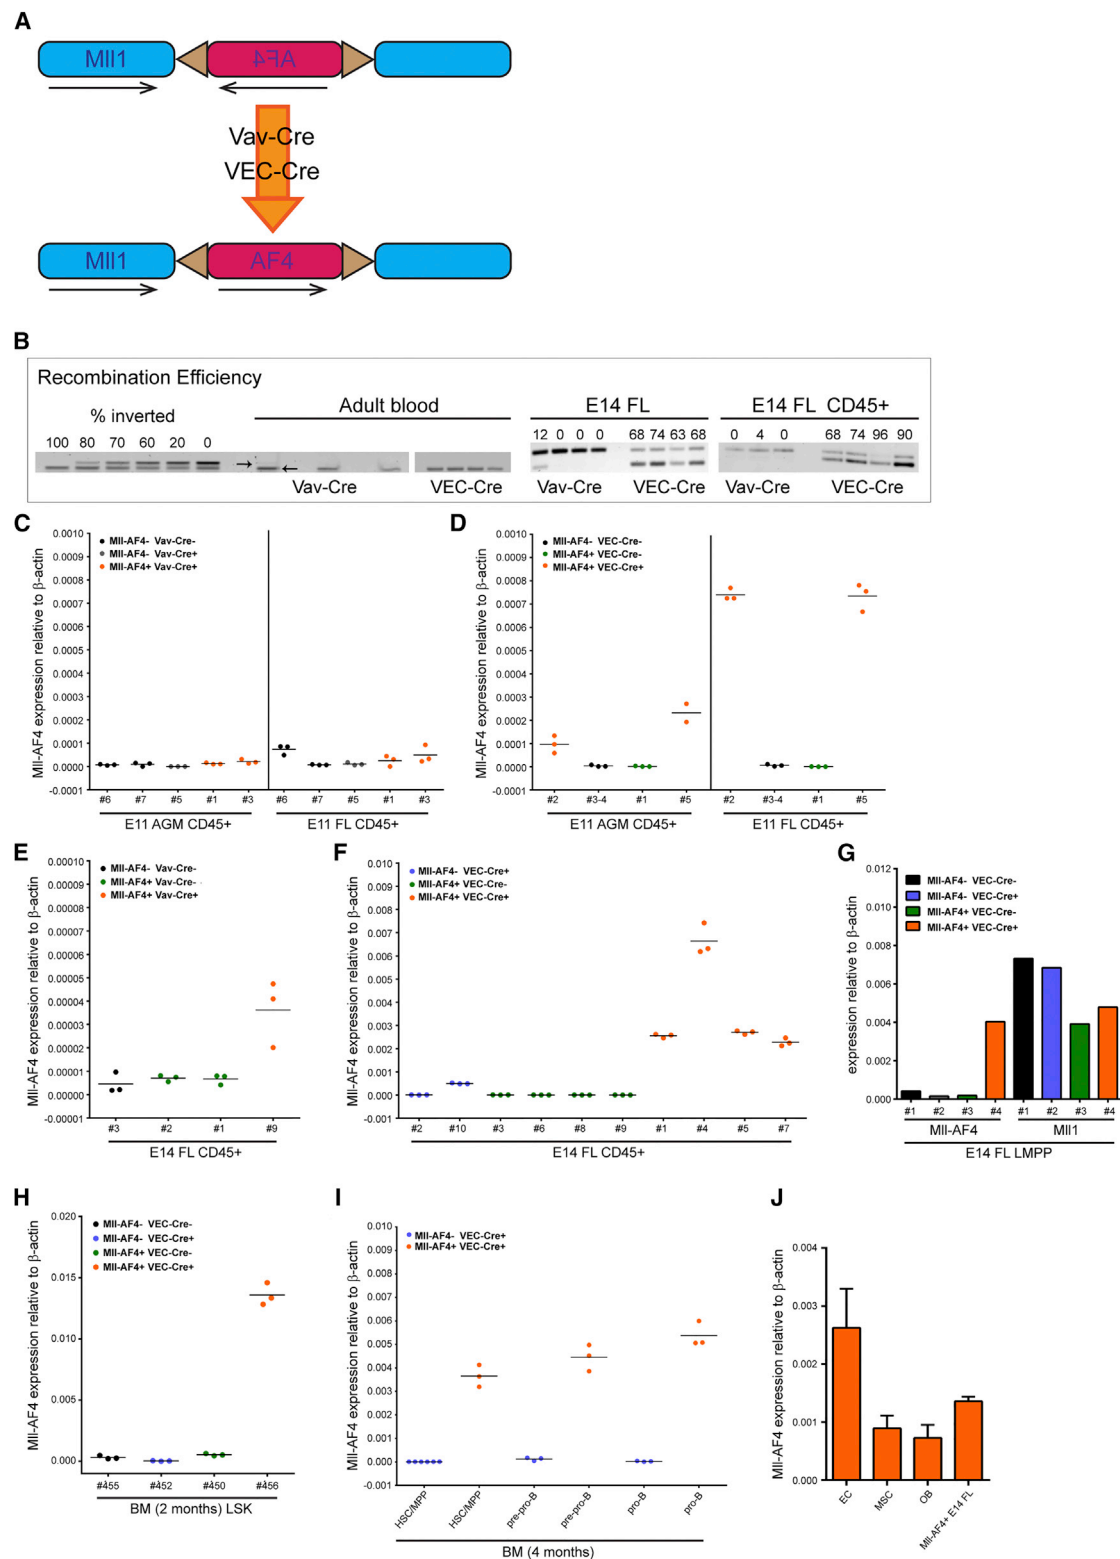 A
Mll1
AF4
Vav-Cre
VEC-Cre
Mll1
AF4
B
Recombination Efficiency
% inverted
100 80 70 60 20 0
Adult blood
Vav-Cre
VEC-Cre
E14 FL
12 0 0 0
68 74 63 68
Vav-Cre
VEC-Cre
E14 FL CD45+
0 4 0
68 74 96 90
Vav-Cre
VEC-Cre
C
Mll-AF4 expression relative to β-actin
0.0010
0.0009
0.0008
0.0007
0.0006
0.0005
0.0004
0.0003
0.0002
0.0001
0.0000
-0.0001
Mll-AF4- Vav-Cre-
Mll-AF4- Vav-Cre+
Mll-AF4+ Vav-Cre+
#6 #7 #5 #1 #3
E11 AGM CD45+
#6 #7 #5 #1 #3
E11 FL CD45+
D
Mll-AF4 expression relative to β-actin
0.0010
0.0009
0.0008
0.0007
0.0006
0.0005
0.0004
0.0003
0.0002
0.0001
0.0000
-0.0001
Mll-AF4- VEC-Cre-
Mll-AF4+ VEC-Cre-
Mll-AF4+ VEC-Cre+
#2 #3-4 #1 #5
E11 AGM CD45+
#2 #3-4 #1 #5
E11 FL CD45+
E
Mll-AF4 expression relative to β-actin
0.00010
0.00009
0.00008
0.00007
0.00006
0.00005
0.00004
0.00003
0.00002
0.00001
0.00000
-0.00001
Mll-AF4- Vav-Cre-
Mll-AF4+ Vav-Cre-
Mll-AF4+ Vav-Cre+
#3 #2 #1 #9
E14 FL CD45+
F
Mll-AF4 expression relative to β-actin
0.010
0.009
0.008
0.007
0.006
0.005
0.004
0.003
0.002
0.001
0.000
-0.001
Mll-AF4- VEC-Cre+
Mll-AF4+ VEC-Cre-
Mll-AF4+ VEC-Cre+
#2 #10 #3 #6 #8 #9 #1 #4 #5 #7
E14 FL CD45+
G
expression relative to β-actin
0.012
0.010
0.008
0.006
0.004
0.002
0.000
Mll-AF4- VEC-Cre-
Mll-AF4- VEC-Cre+
Mll-AF4+ VEC-Cre-
Mll-AF4+ VEC-Cre+
#1 #2 #3 #4 #1 #2 #3 #4
Mll-AF4
Mll1
E14 FL LMPP
H
Mll-AF4 expression relative to β-actin
0.020
0.015
0.010
0.005
0.000
Mll-AF4- VEC-Cre-
Mll-AF4- VEC-Cre+
Mll-AF4+ VEC-Cre-
Mll-AF4+ VEC-Cre+
#455 #452 #450 #456
BM (2 months) LSK
I
Mll-AF4 expression relative to β-actin
0.010
0.009
0.008
0.007
0.006
0.005
0.004
0.003
0.002
0.001
0.000
-0.001
Mll-AF4- VEC-Cre+
Mll-AF4+ VEC-Cre+
HSC/MPP HSC/MPP pre-pro-B pre-pro-B pro-B pro-B
BM (4 months)
J
Mll-AF4 expression relative to β-actin
0.004
0.003
0.002
0.001
0.000
EC MSC OB Mll-AF4+ E14 FL